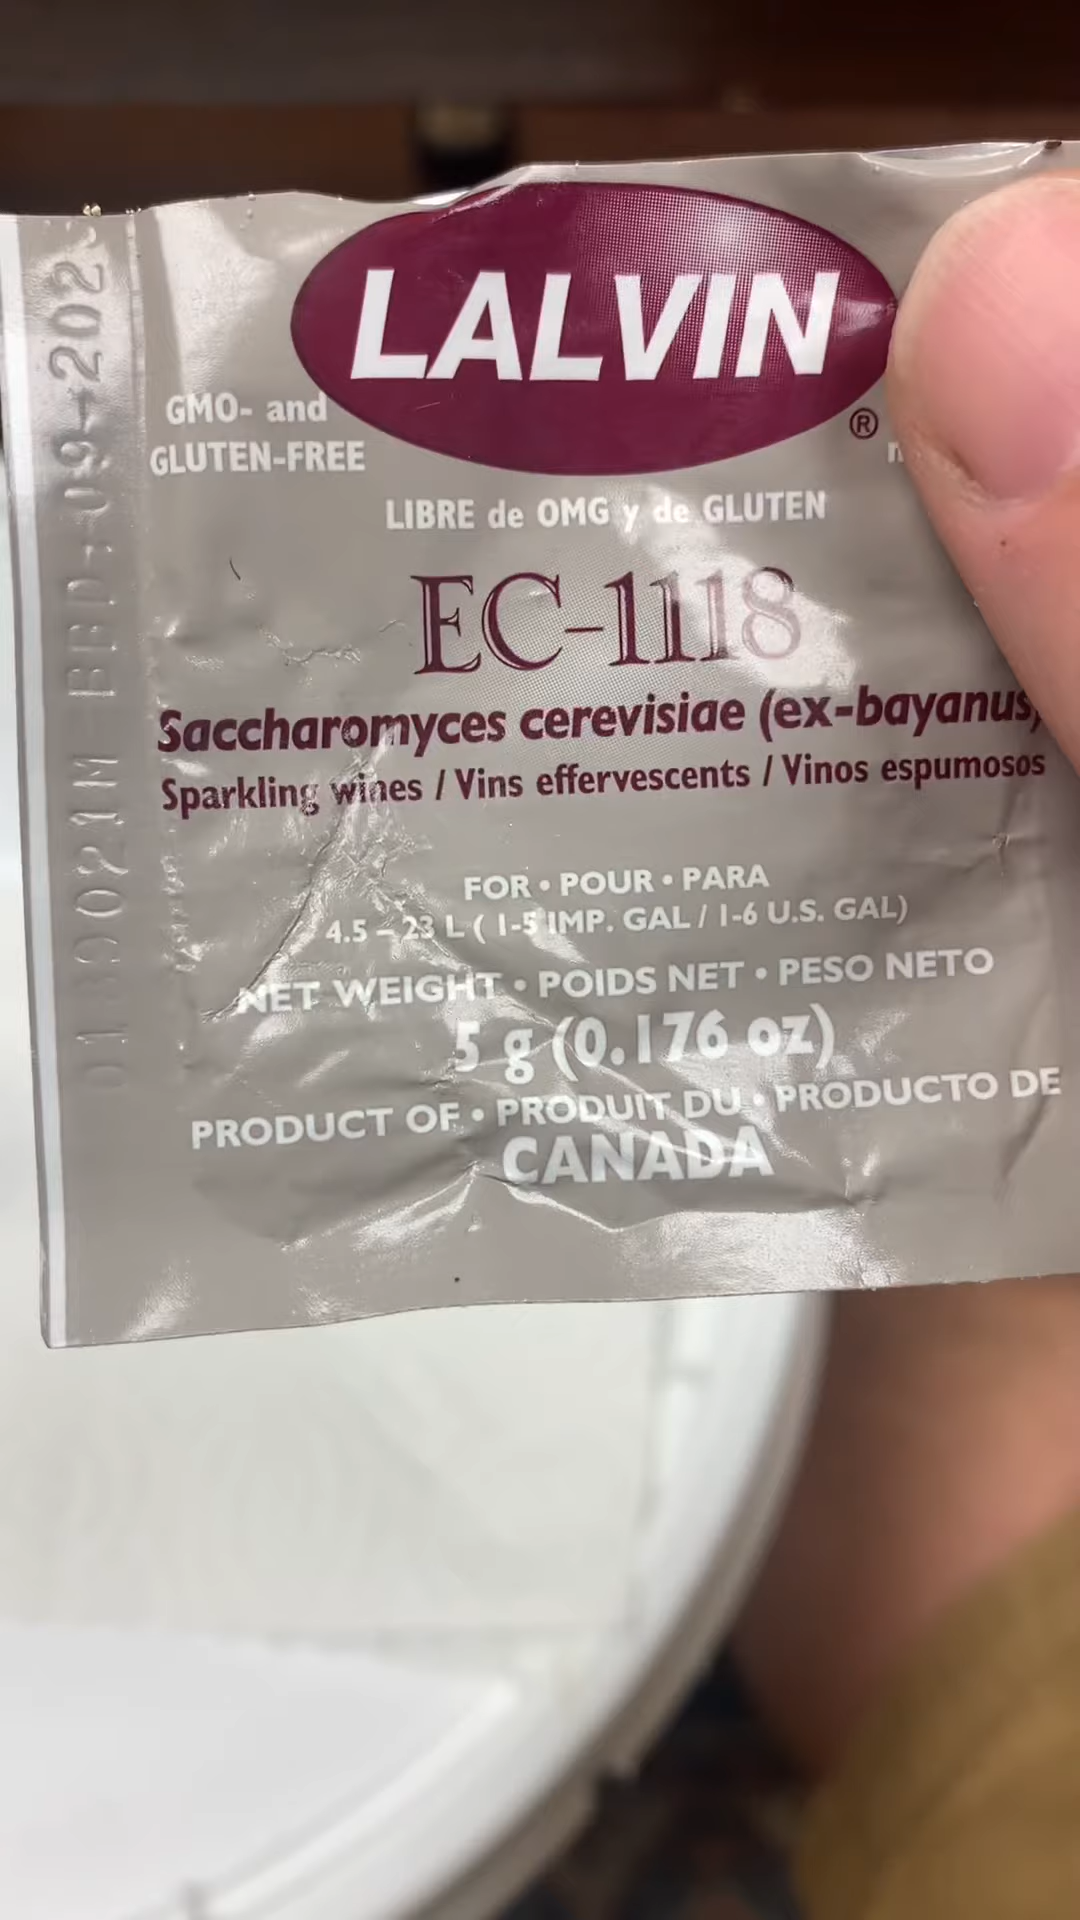 LALVIN
®
GMO- and
GLUTEN-FREE
LIBRE de OMG y de GLUTEN
EC-1118
Saccharomyces cerevisiae (ex-bayanus)
Sparkling wines / Vins effervescents / Vinos espumosos
FOR • POUR • PARA
4.5 – 23 L ( 1-5 IMP. GAL / 1-6 U.S. GAL)
NET WEIGHT • POIDS NET • PESO NETO
5 g (0.176 oz)
PRODUCT OF • PRODUIT DU • PRODUCTO DE
CANADA